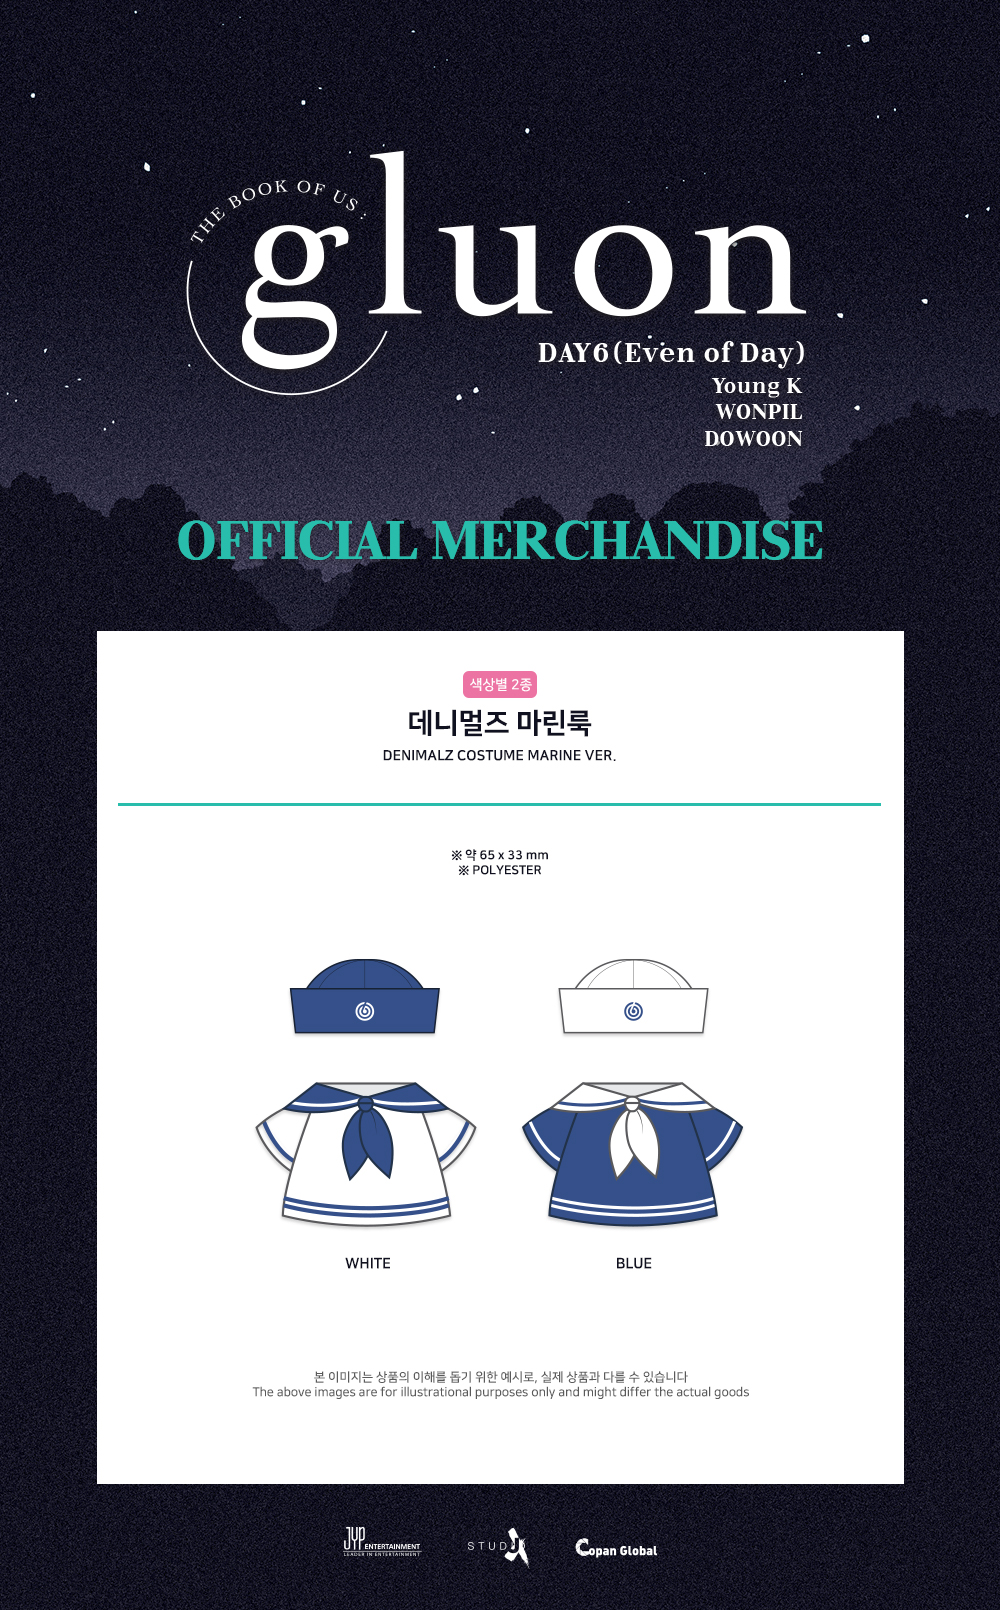 THE BOOK OF US :
gluon
DAY6 (Even of Day)
Young K
WONPIL
DOWOON
OFFICIAL MERCHANDISE
색상별 2종
데니멀즈 마린룩
DENIMALZ COSTUME MARINE VER.
※ 약 65 x 33 mm
※ POLYESTER
WHITE
BLUE
본 이미지는 상품의 이해를 돕기 위한 예시로, 실제 상품과 다를 수 있습니다
The above images are for illustrational purposes only and might differ the actual goods
JYP ENTERTAINMENT
LEADER IN ENTERTAINMENT
STUD
Copan Global